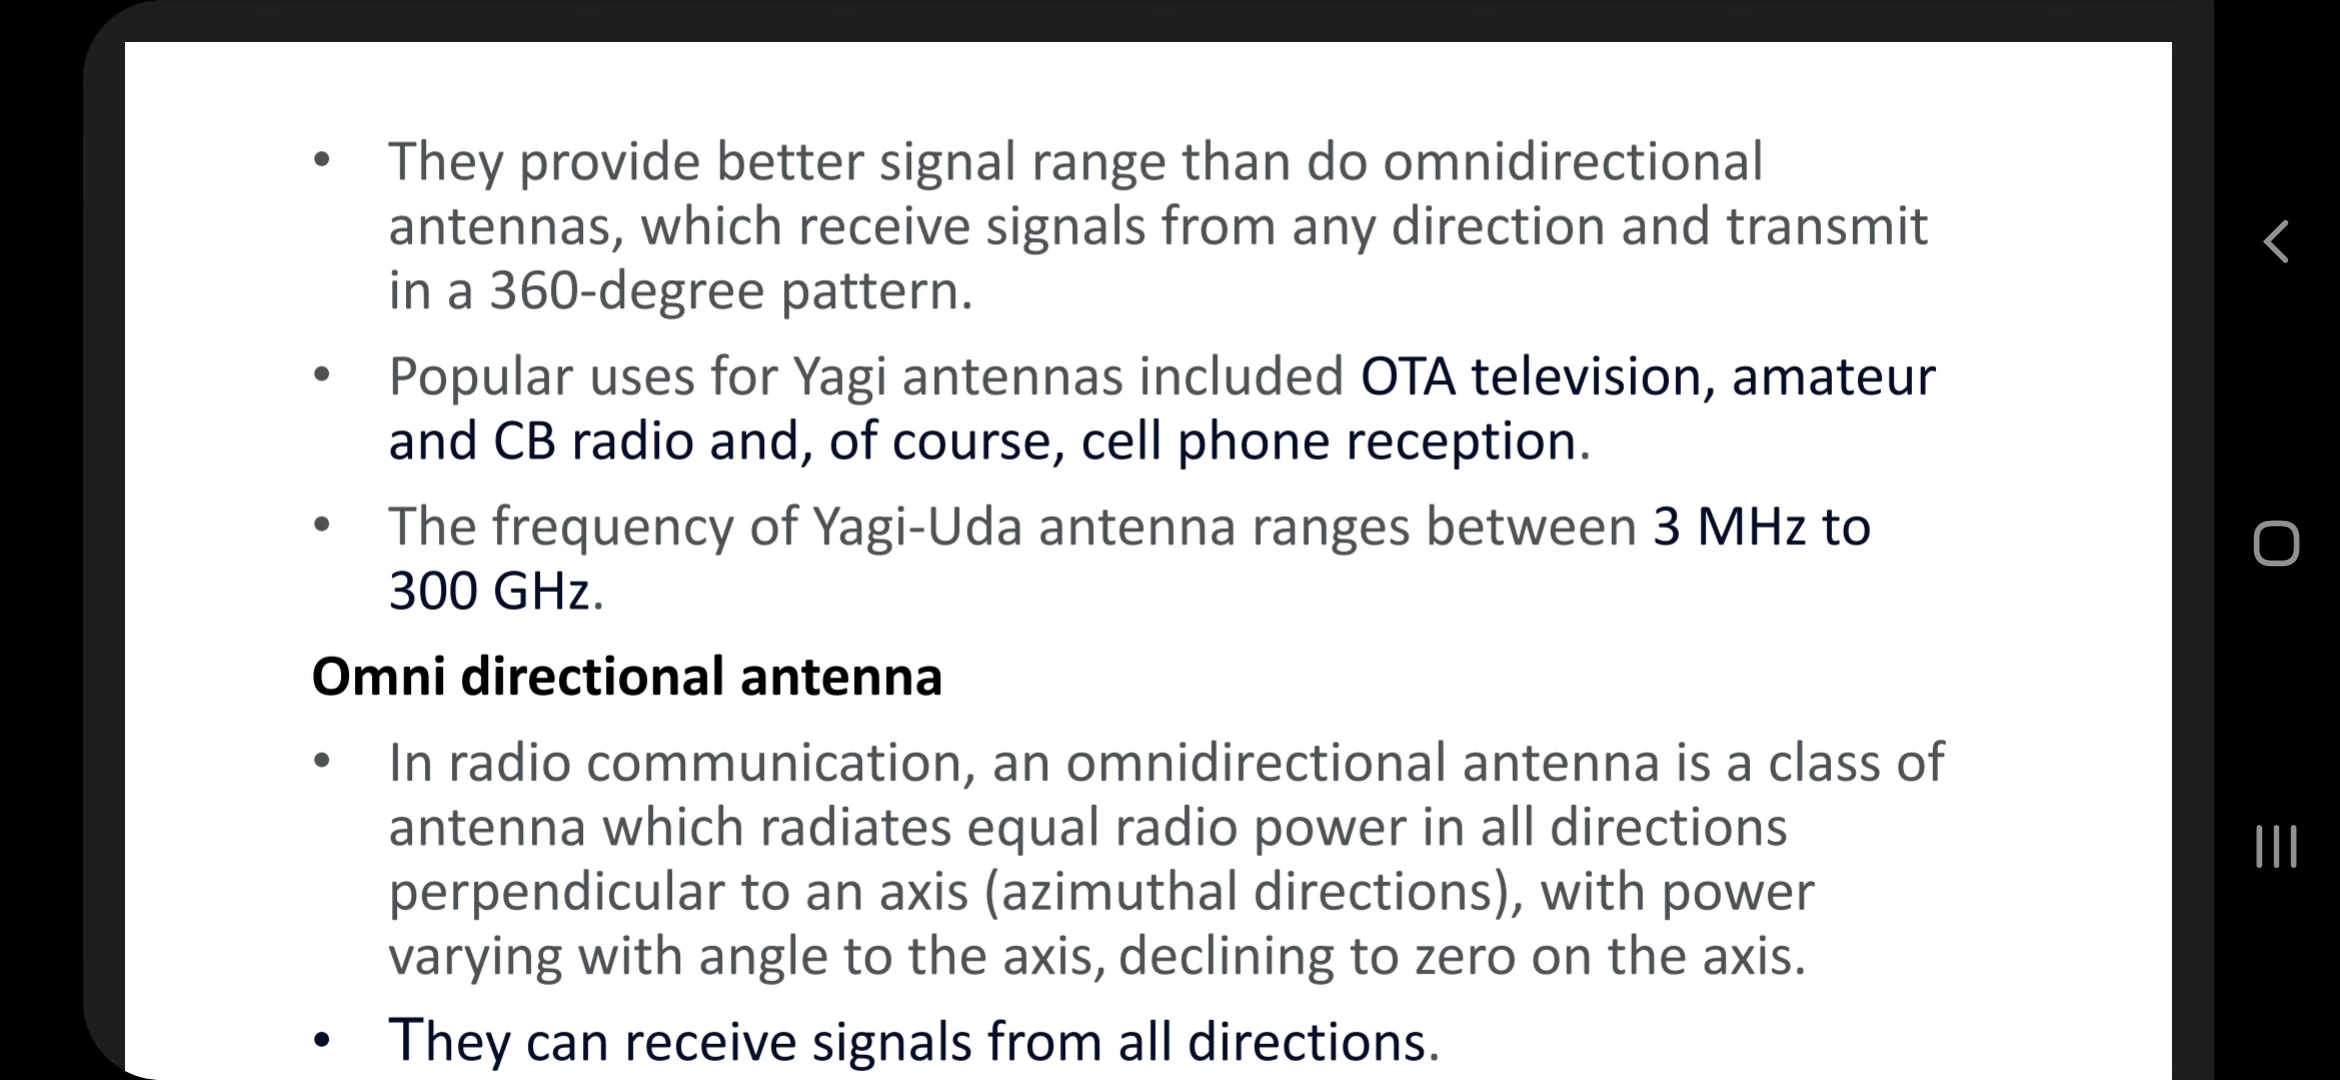 • They provide better signal range than do omnidirectional
antennas, which receive signals from any direction and transmit
in a 360-degree pattern.
• Popular uses for Yagi antennas included OTA television, amateur
and CB radio and, of course, cell phone reception.
• The frequency of Yagi-Uda antenna ranges between 3 MHz to
300 GHz.
Omni directional antenna
• In radio communication, an omnidirectional antenna is a class of
antenna which radiates equal radio power in all directions
perpendicular to an axis (azimuthal directions), with power
varying with angle to the axis, declining to zero on the axis.
• They can receive signals from all directions.